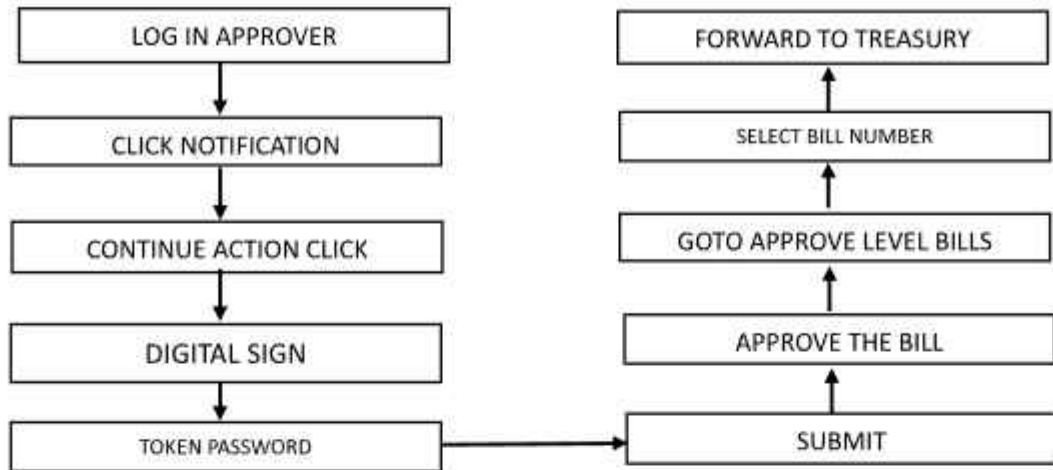 LOG IN APPROVER
CLICK NOTIFICATION
CONTINUE ACTION CLICK
DIGITAL SIGN
TOKEN PASSWORD
SUBMIT
APPROVE THE BILL
GOTO APPROVE LEVEL BILLS
SELECT BILL NUMBER
FORWARD TO TREASURY